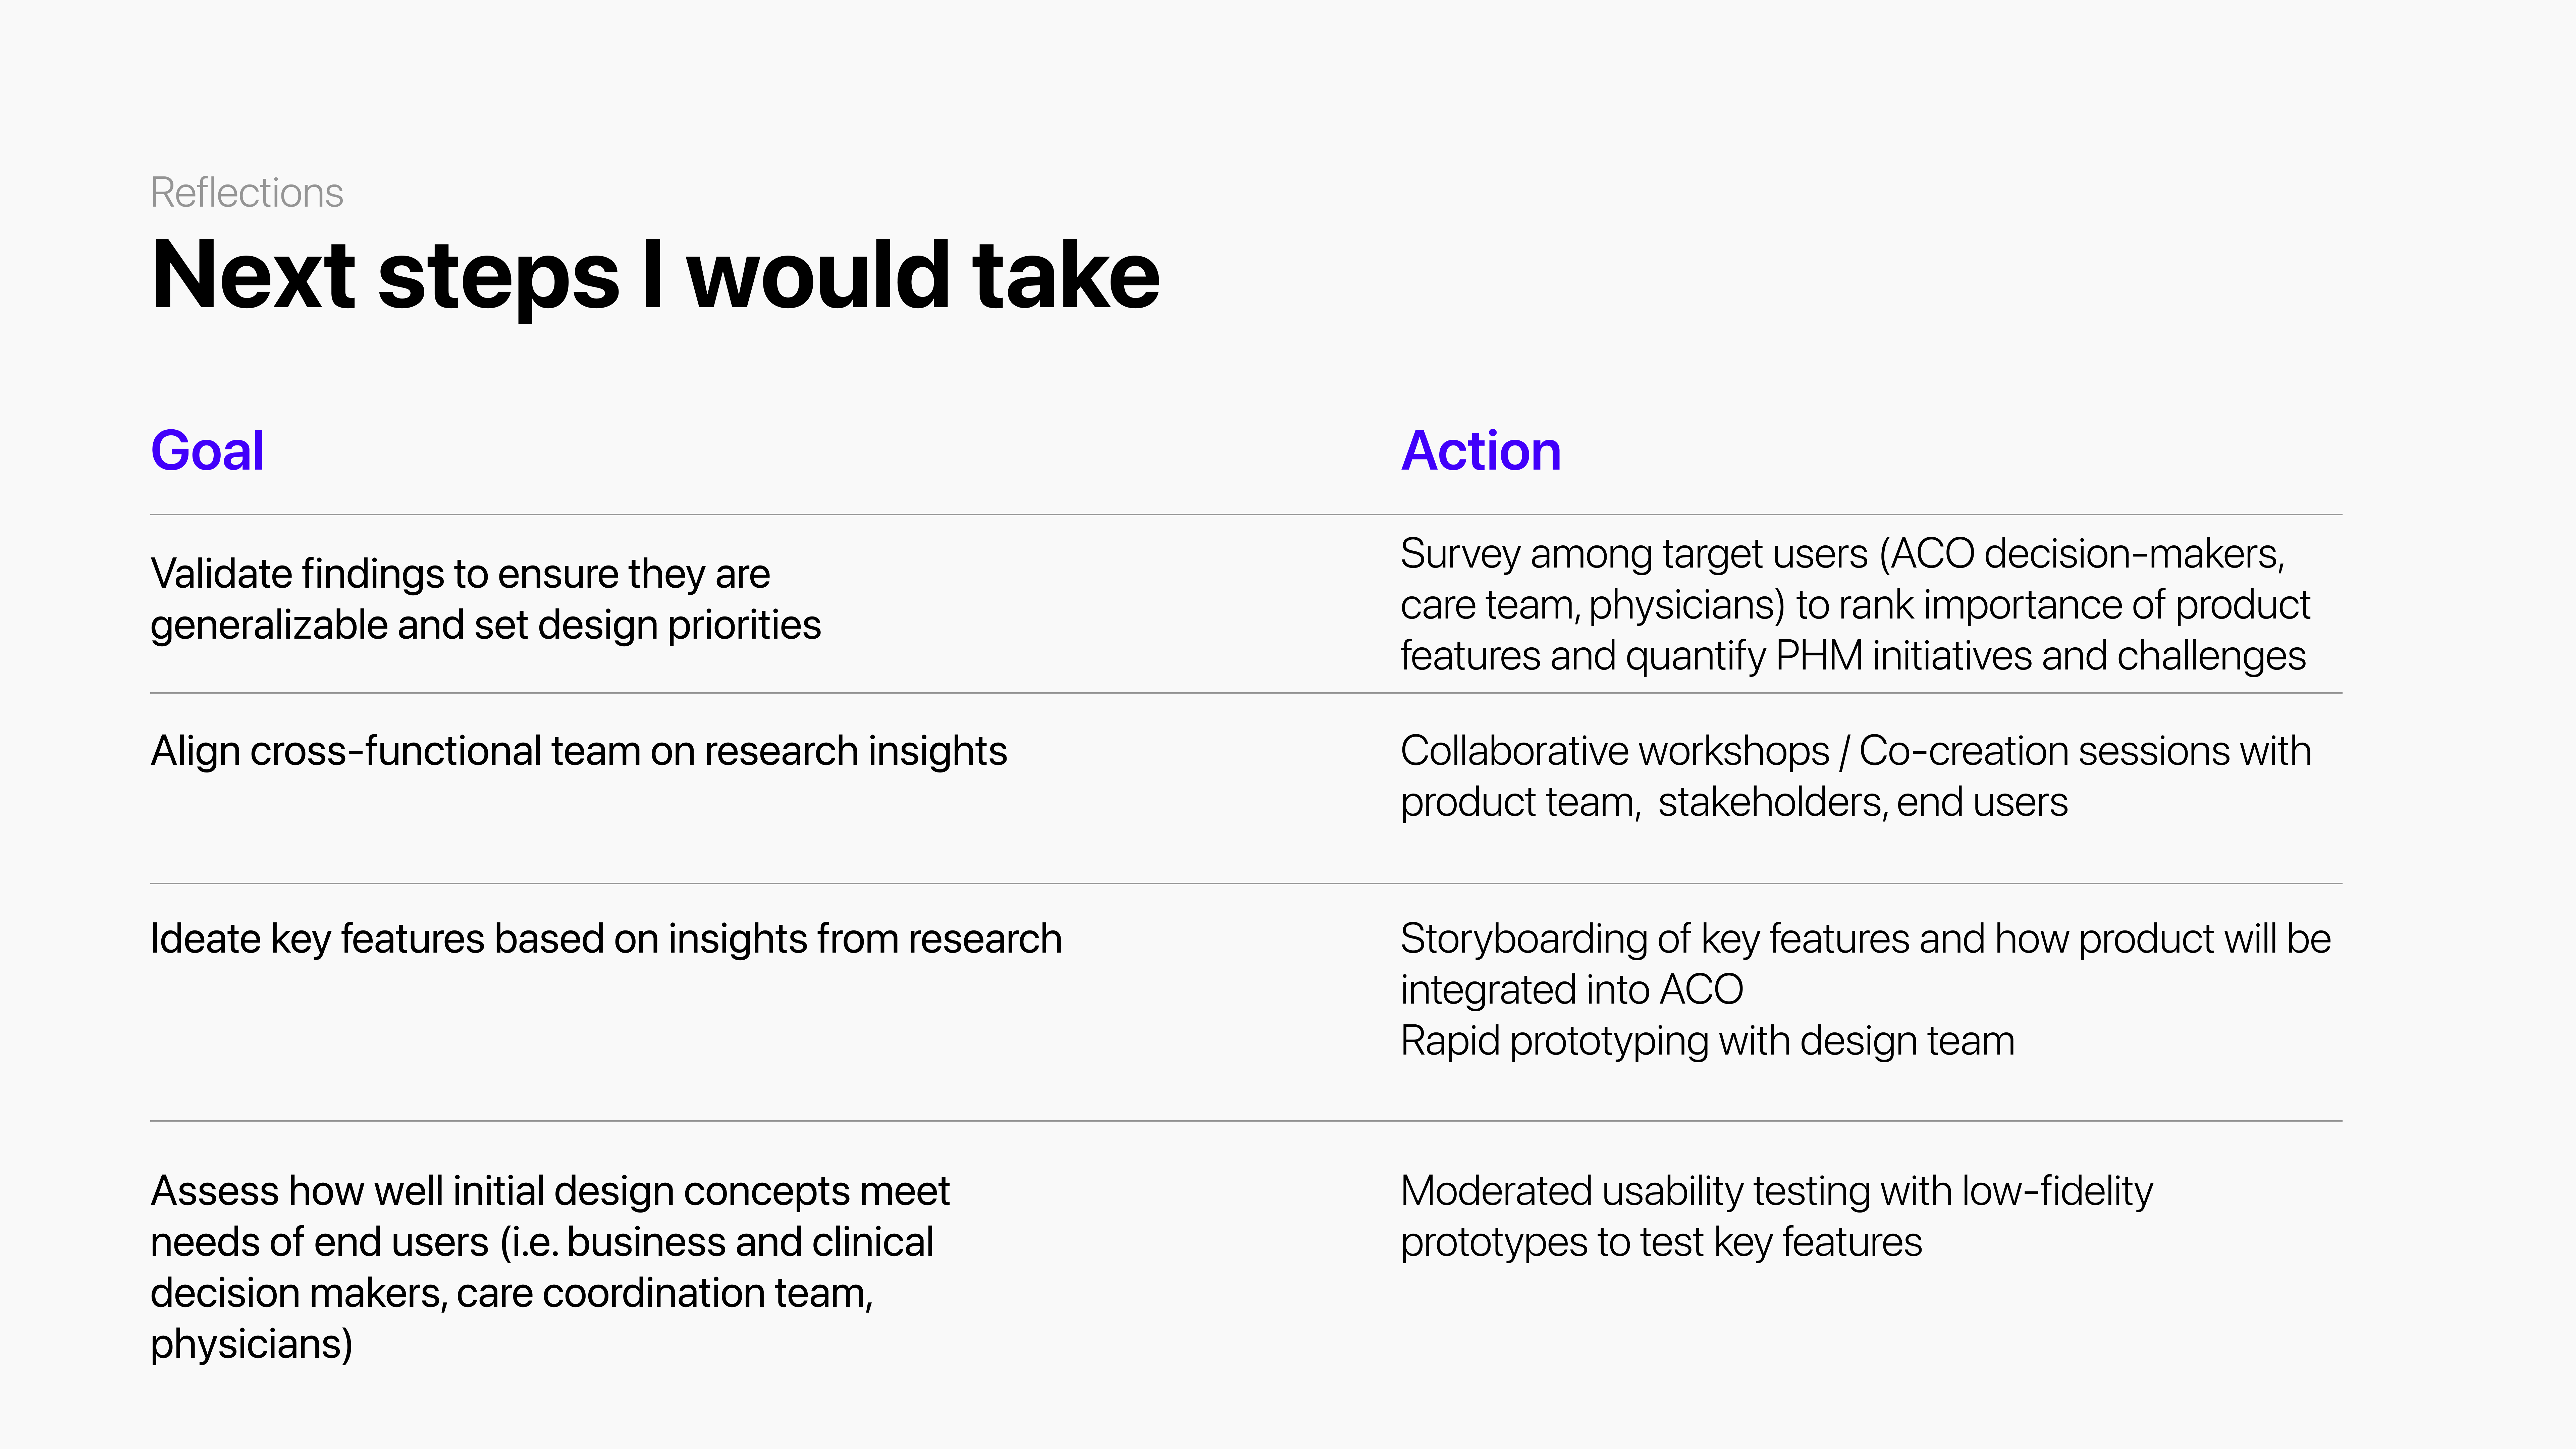 Reflections
Next steps I would take
Goal
Action
Validate findings to ensure they are
generalizable and set design priorities
Survey among target users (ACO decision-makers,
care team, physicians) to rank importance of product
features and quantify PHM initiatives and challenges
Align cross-functional team on research insights
Collaborative workshops / Co-creation sessions with
product team,  stakeholders, end users
Ideate key features based on insights from research
Storyboarding of key features and how product will be
integrated into ACO
Rapid prototyping with design team
Assess how well initial design concepts meet
needs of end users (i.e. business and clinical
decision makers, care coordination team,
physicians)
Moderated usability testing with low-fidelity
prototypes to test key features